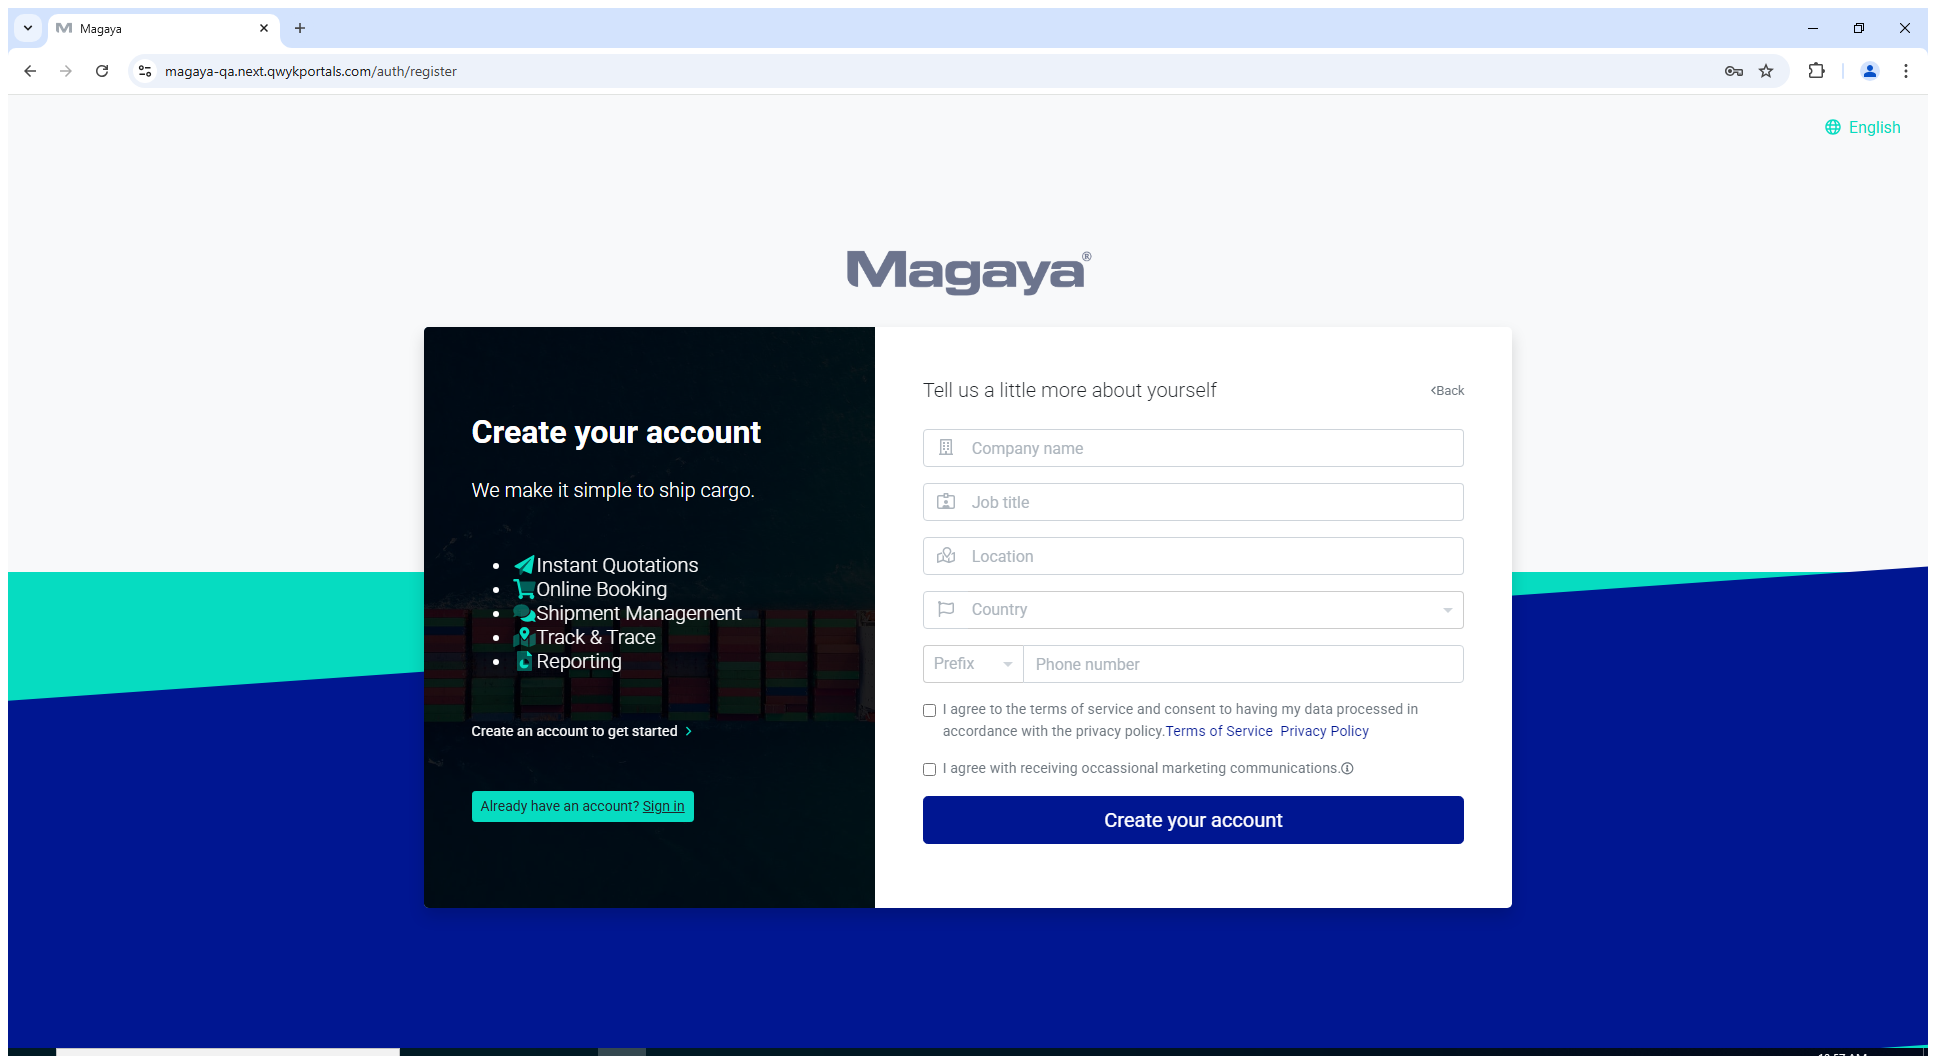 Magaya
magaya-qa.next.qwykportals.com/auth/register
English
Magaya®
Create your account
We make it simple to ship cargo.
Instant Quotations
Online Booking
Shipment Management
Track & Trace
Reporting
Create an account to get started
Already have an account? Sign in
Tell us a little more about yourself
Back
Company name
Job title
Location
Country
Prefix
Phone number
I agree to the terms of service and consent to having my data processed in
accordance with the privacy policy.Terms of Service Privacy Policy
I agree with receiving occassional marketing communications.
Create your account